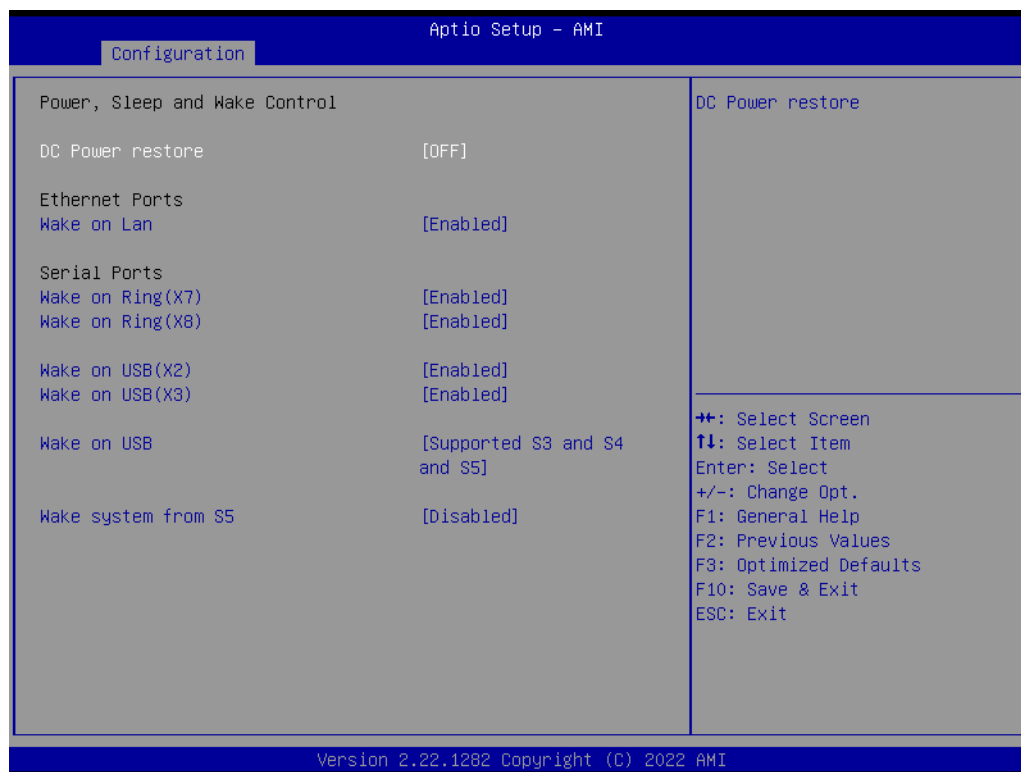 Aptio Setup – AMI
Configuration
Power, Sleep and Wake Control
DC Power restore [OFF]
Ethernet Ports
Wake on Lan [Enabled]
Serial Ports
Wake on Ring(X7) [Enabled]
Wake on Ring(X8) [Enabled]
Wake on USB(X2) [Enabled]
Wake on USB(X3) [Enabled]
Wake on USB [Supported S3 and S4
and S5]
Wake system from S5 [Disabled]
DC Power restore
→←: Select Screen
↑↓: Select Item
Enter: Select
+/-: Change Opt.
F1: General Help
F2: Previous Values
F3: Optimized Defaults
F10: Save & Exit
ESC: Exit
Version 2.22.1282 Copyright (C) 2022 AMI